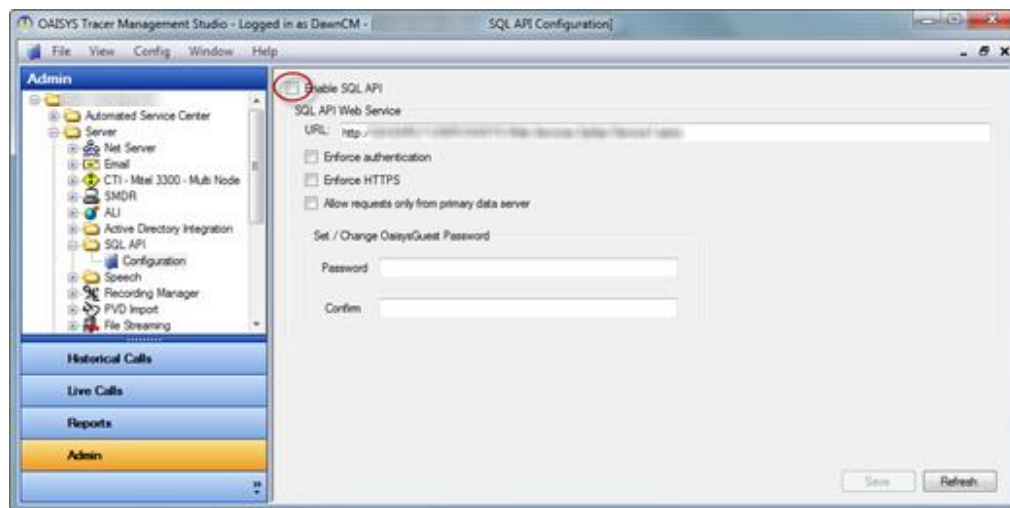 OAISYS Tracer Management Studio - Logged in as DawnCM - [ SQL API Configuration]
File View Config Window Help
Admin
Automated Service Center
Server
Net Server
Email
CTI - Mitel 3300 - Multi Node
SMDR
ALI
Active Directory Integration
SQL API
Configuration
Speech
Recording Manager
PVD Import
File Streaming
Historical Calls
Live Calls
Reports
Admin
Enable SQL API
SQL API Web Service
URL: http:/
Enforce authentication
Enforce HTTPS
Allow requests only from primary data server
Set / Change OaisysGuest Password
Password
Confirm
Save Refresh